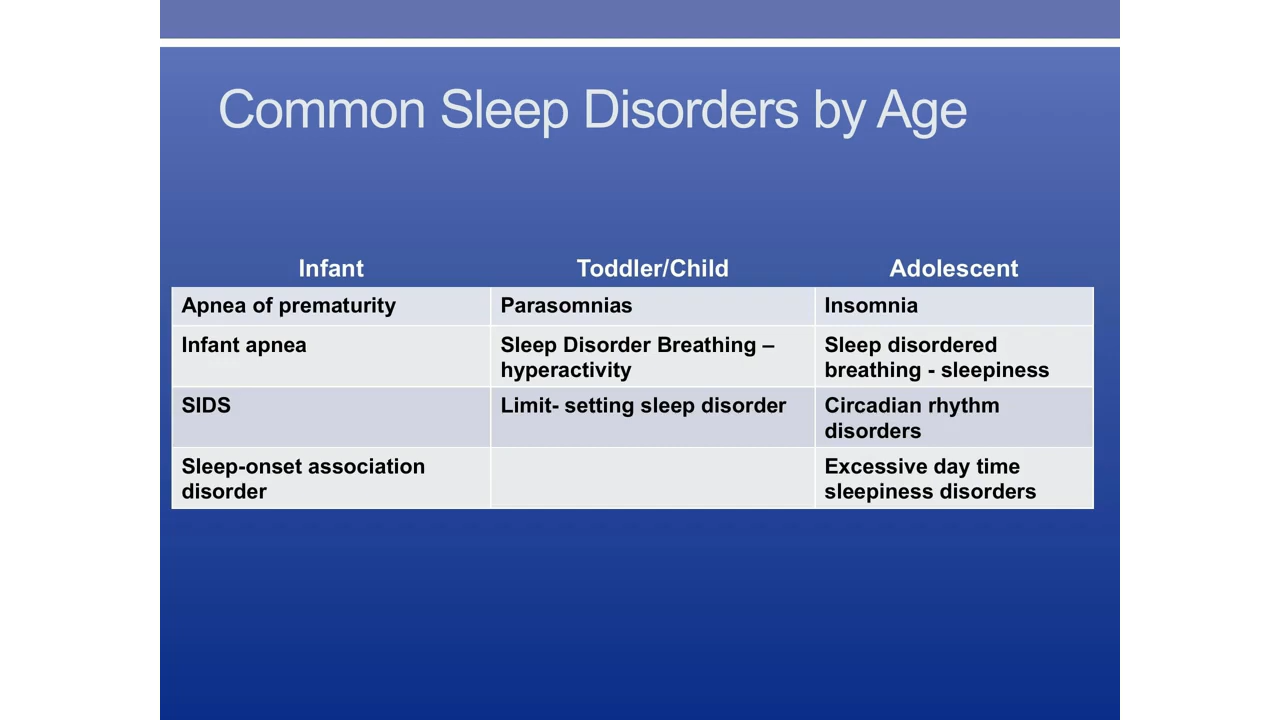 Common Sleep Disorders by Age
Infant
Toddler/Child
Adolescent
Apnea of prematurity
Parasomnias
Insomnia
Infant apnea
Sleep Disorder Breathing –
hyperactivity
Sleep disordered
breathing - sleepiness
SIDS
Limit- setting sleep disorder
Circadian rhythm
disorders
Sleep-onset association
disorder
Excessive day time
sleepiness disorders